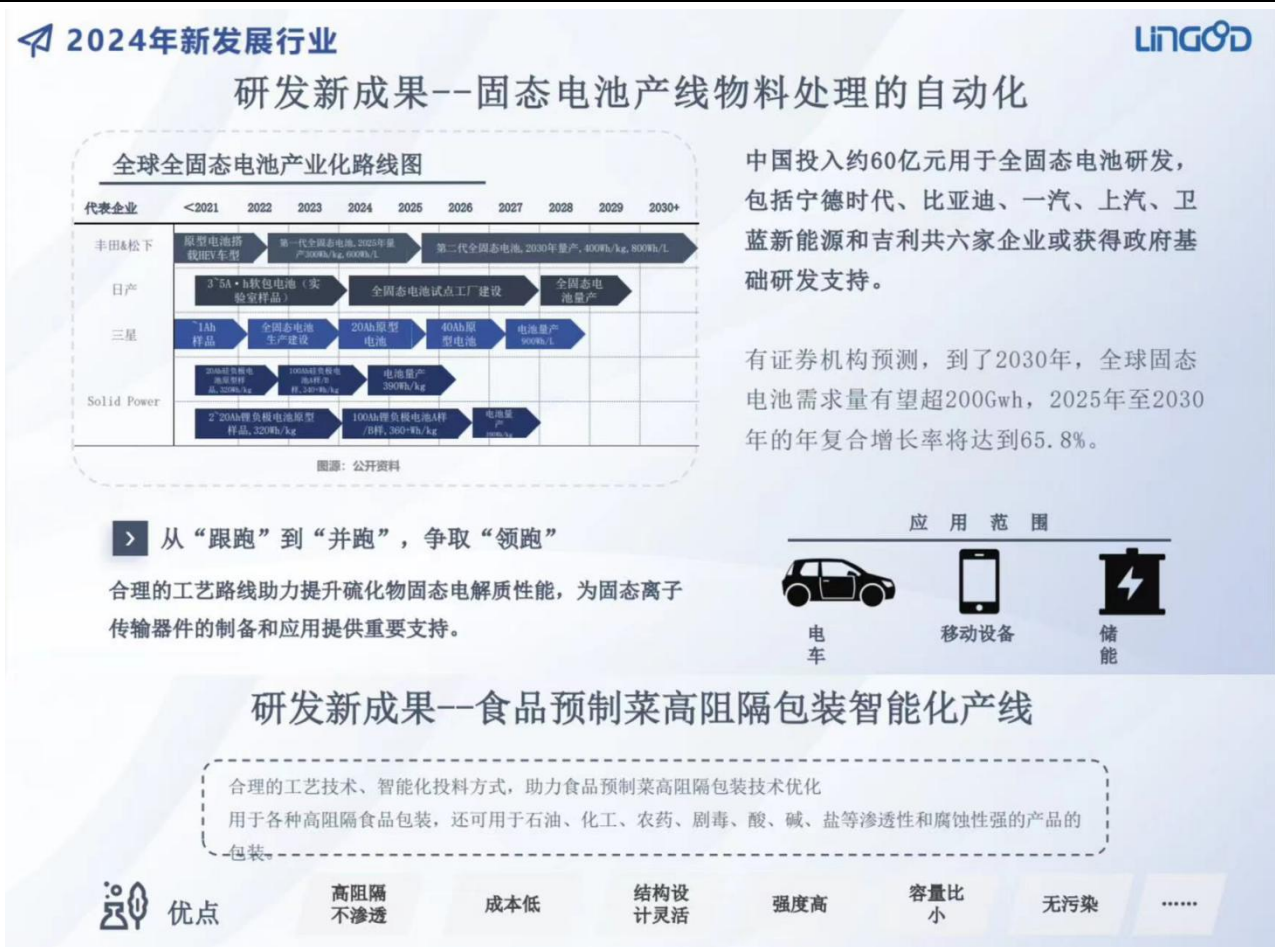 2024年新发展行业
LiNGOD
研发新成果--固态电池产线物料处理的自动化
全球全固态电池产业化路线图
代表企业 <2021 2022 2023 2024 2025 2026 2027 2028 2029 2030+
丰田&松下
原型电池搭
载HEV车型
第一代全固态电池,2025年量
产300Wh/kg,600Wh/L
第二代全固态电池,2030年量产,400Wh/kg,800Wh/L
日产
3~5A·h软包电池（实
验室样品）
全固态电池试点工厂建设
全固态电
池量产
三星
~1Ah
样品
全固态电池
生产建设
20Ah原型
电池
40Ah原
型电池
电池量产
900Wh/L
Solid Power
20Ah硅负极电
池原型样
品,320Wh/kg
100Ah硅负极电
池A样/B
样,340+Wh/kg
电池量产
390Wh/kg
2~20Ah锂负极电池原型
样品,320Wh/kg
100Ah锂负极电池A样
/B样,360+Wh/kg
电池量
产
图源：公开资料
中国投入约60亿元用于全固态电池研发，
包括宁德时代、比亚迪、一汽、上汽、卫
蓝新能源和吉利共六家企业或获得政府基
础研发支持。
有证券机构预测，到了2030年，全球固态
电池需求量有望超200Gwh，2025年至2030
年的年复合增长率将达到65.8%。
从“跟跑”到“并跑”，争取“领跑”
合理的工艺路线助力提升硫化物固态电解质性能，为固态离子
传输器件的制备和应用提供重要支持。
应用范围
电
车
移动设备
储
能
研发新成果--食品预制菜高阻隔包装智能化产线
合理的工艺技术、智能化投料方式，助力食品预制菜高阻隔包装技术优化
用于各种高阻隔食品包装，还可用于石油、化工、农药、剧毒、酸、碱、盐等渗透性和腐蚀性强的产品的
包装。
优点
高阻隔
不渗透
成本低
结构设
计灵活
强度高
容量比
小
无污染
……